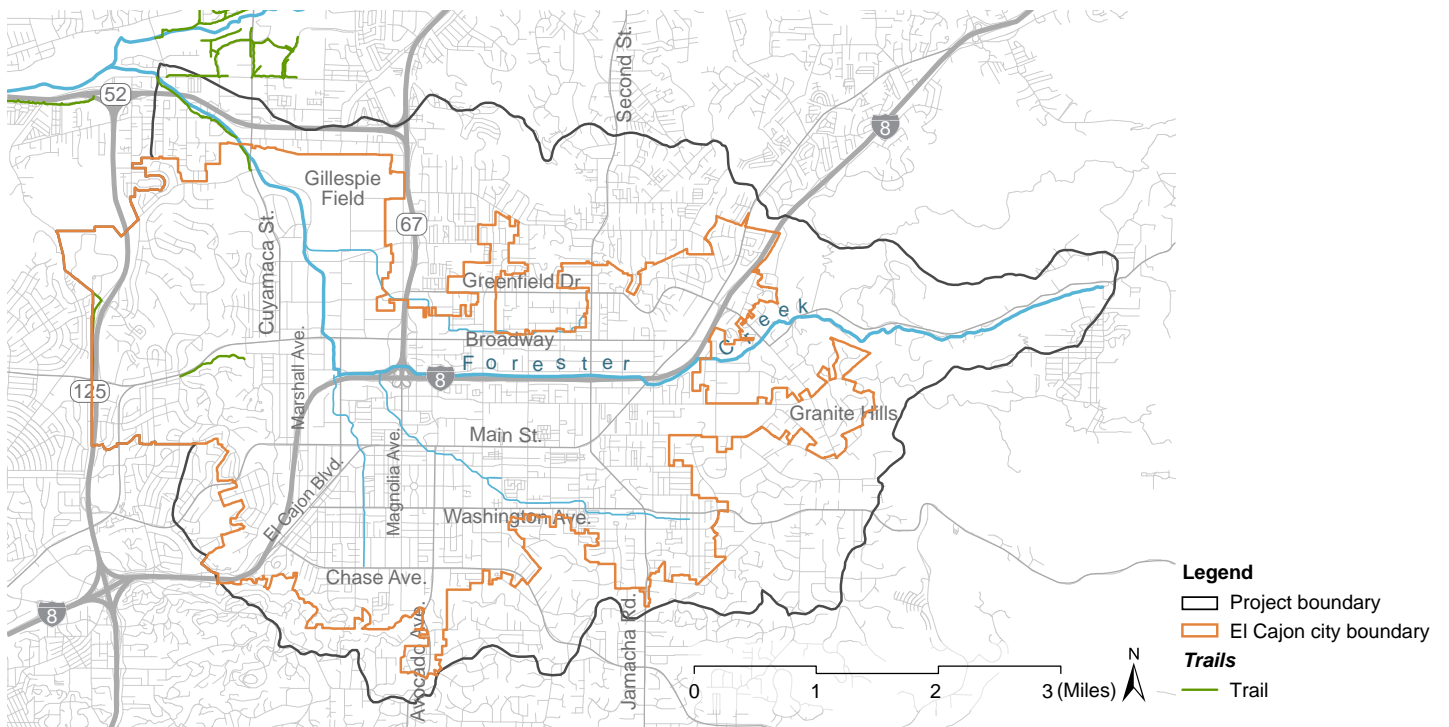 52
Second St.
8
Gillespie
Field
Cuyamaca St.
67
Greenfield Dr.
Broadway
Forester Creek
Marshall Ave.
8
125
Granite Hills
Main St.
El Cajon Blvd.
Magnolia Ave.
Washington Ave.
Chase Ave.
8
Avocado Ave.
Jamacha Rd.
0 1 2 3 (Miles)
N
Legend
Project boundary
El Cajon city boundary
Trails
Trail